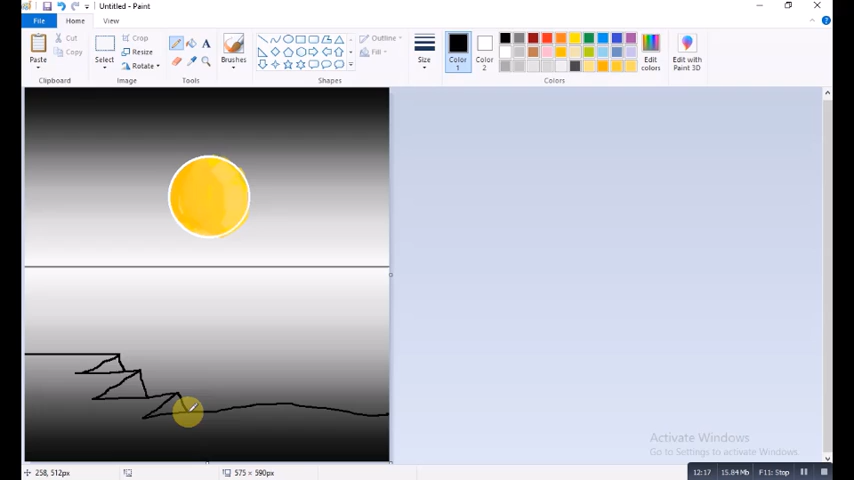 Untitled - Paint
File
Home
View
Paste
Cut
Copy
Clipboard
Select
Crop
Resize
Rotate
Image
Tools
Brushes
Shapes
Outline
Fill
Size
Color 1
Color 2
Edit colors
Colors
Edit with Paint 3D
Activate Windows
Go to Settings to activate Windows.
258, 512px
575 × 590px
12:17
15.84 Mb
F11: Stop